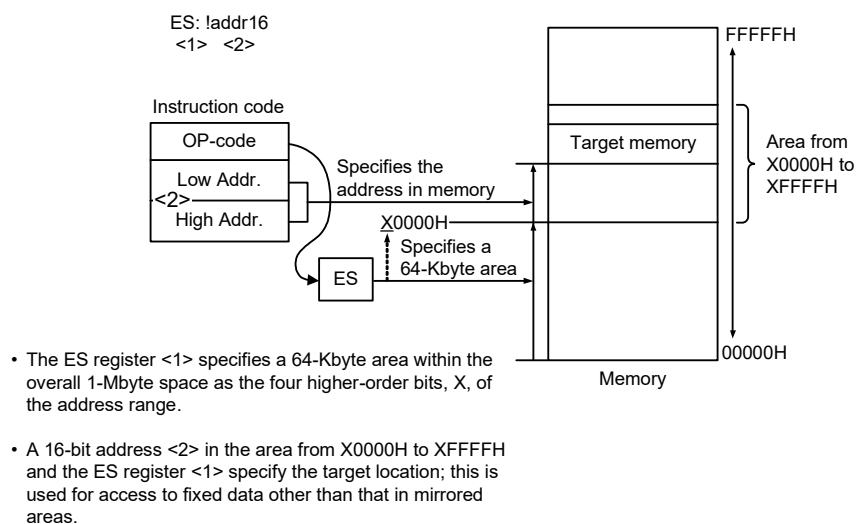 ES: !addr16
<1> <2>
FFFFFH
Instruction code
OP-code
Low Addr.
<2>
High Addr.
Specifies the
address in memory
X0000H
Specifies a
64-Kbyte area
ES
Target memory
Area from
X0000H to
XFFFFH
00000H
Memory
• The ES register <1> specifies a 64-Kbyte area within the
overall 1-Mbyte space as the four higher-order bits, X, of
the address range.
• A 16-bit address <2> in the area from X0000H to XFFFFH
and the ES register <1> specify the target location; this is
used for access to fixed data other than that in mirrored
areas.